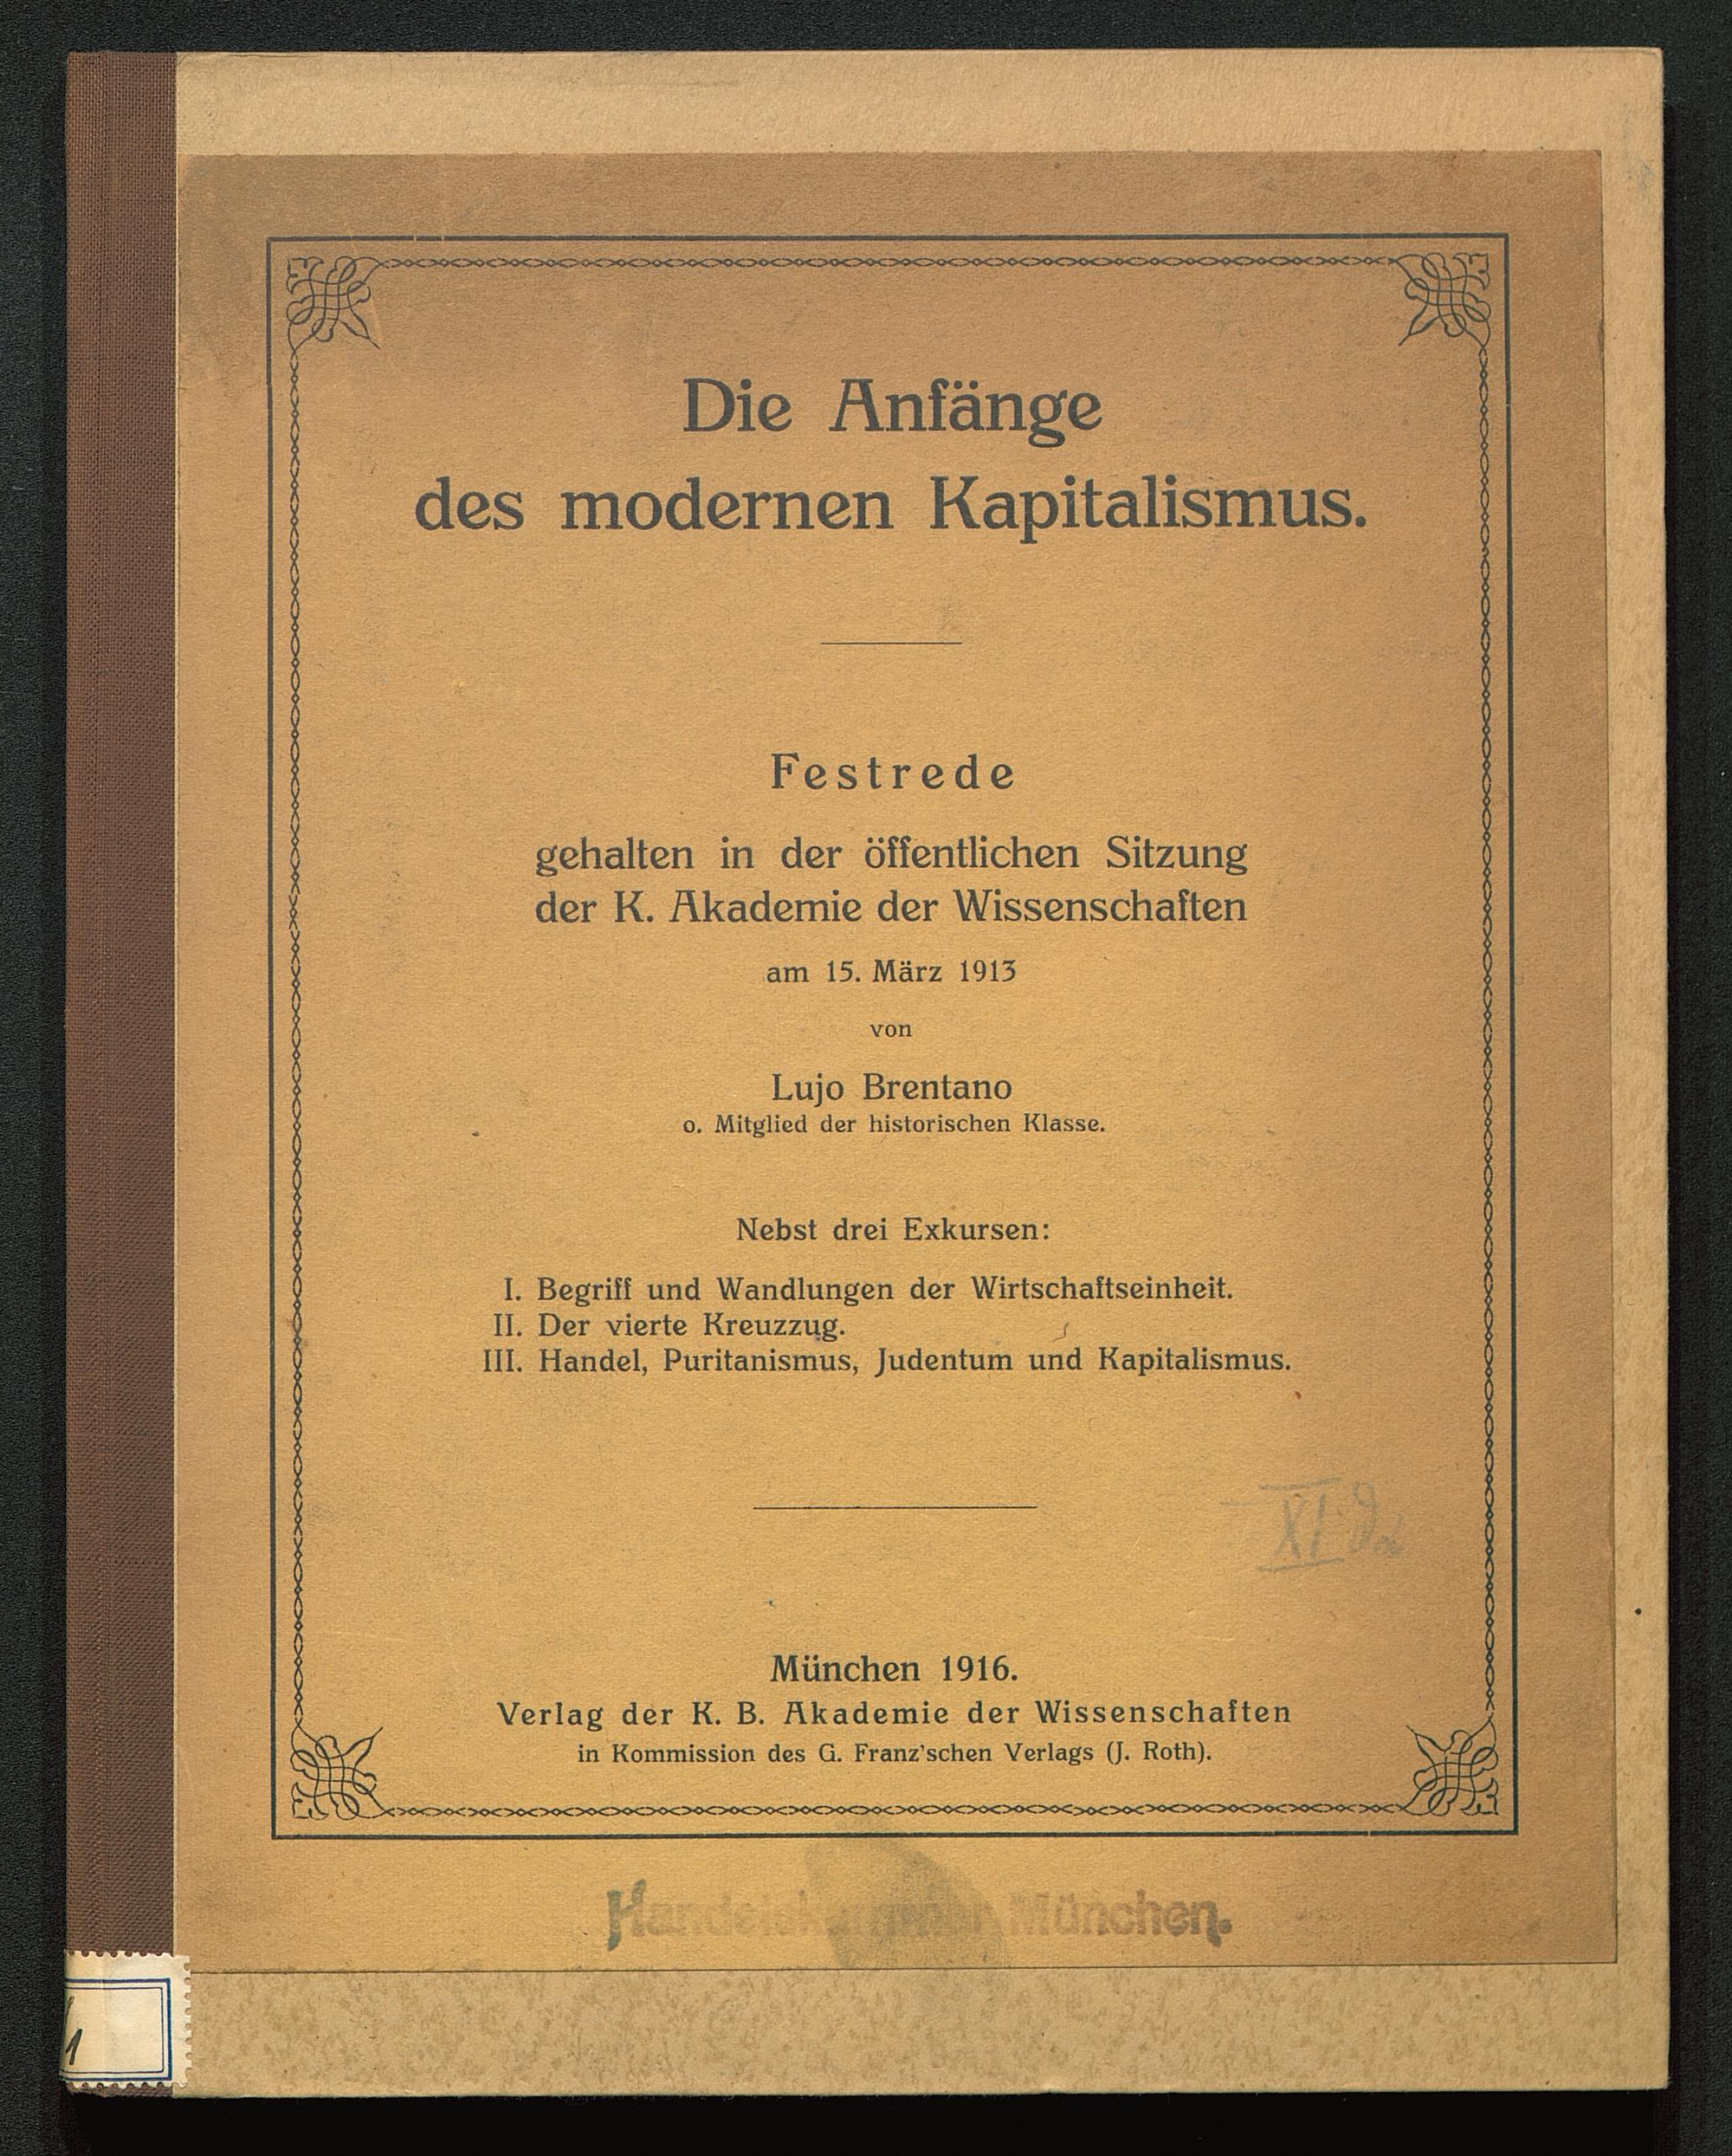 Die Anfänge
des modernen Kapitalismus.
Festrede
gehalten in der öffentlichen Sitzung
der K. Akademie der Wissenschaften
am 15. März 1913
von
Lujo Brentano
o. Mitglied der historischen Klasse.
Nebst drei Exkursen:
I. Begriff und Wandlungen der Wirtschaftseinheit.
II. Der vierte Kreuzzug.
III. Handel, Puritanismus, Judentum und Kapitalismus.
München 1916.
Verlag der K. B. Akademie der Wissenschaften
in Kommission des G. Franz'schen Verlags (J. Roth).
Handelskammer München.
1